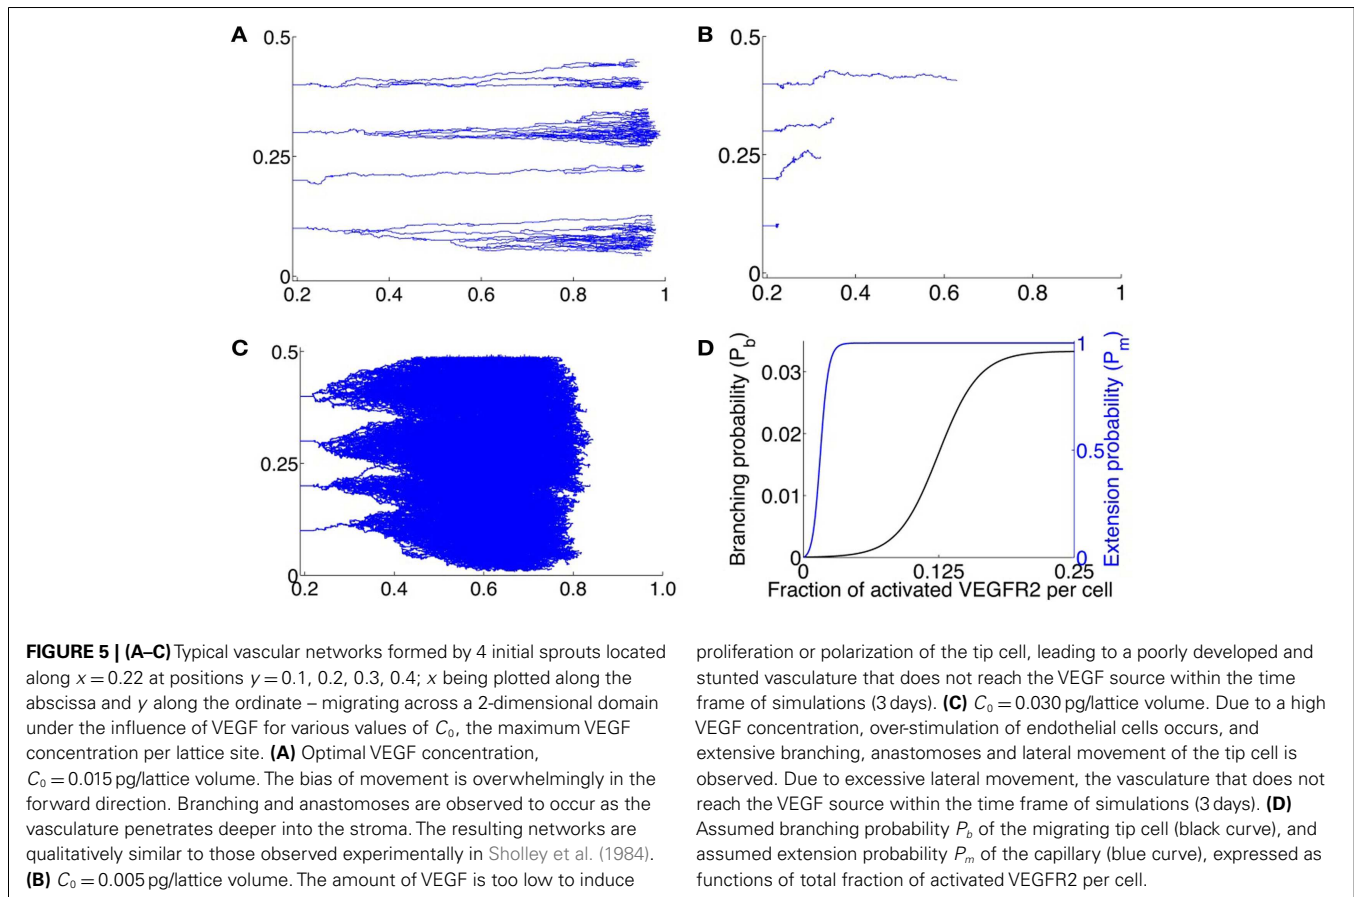 A
0.5
0.25
0
0.2 0.4 0.6 0.8 1
B
0.5
0.25
0
0.2 0.4 0.6 0.8 1
C
0.5
0.25
0
0.2 0.4 0.6 0.8 1.0
D
Branching probability (Pb)
0.03
0.02
0.01
0
1
0.5
0
Extension probability (Pm)
0 0.125 0.25
Fraction of activated VEGFR2 per cell
FIGURE 5 | (A–C) Typical vascular networks formed by 4 initial sprouts located
along x = 0.22 at positions y = 0.1, 0.2, 0.3, 0.4; x being plotted along the
abscissa and y along the ordinate – migrating across a 2-dimensional domain
under the influence of VEGF for various values of C0, the maximum VEGF
concentration per lattice site. (A) Optimal VEGF concentration,
C0 = 0.015 pg/lattice volume. The bias of movement is overwhelmingly in the
forward direction. Branching and anastomoses are observed to occur as the
vasculature penetrates deeper into the stroma. The resulting networks are
qualitatively similar to those observed experimentally in Sholley et al. (1984).
(B) C0 = 0.005 pg/lattice volume. The amount of VEGF is too low to induce
proliferation or polarization of the tip cell, leading to a poorly developed and
stunted vasculature that does not reach the VEGF source within the time
frame of simulations (3 days). (C) C0 = 0.030 pg/lattice volume. Due to a high
VEGF concentration, over-stimulation of endothelial cells occurs, and
extensive branching, anastomoses and lateral movement of the tip cell is
observed. Due to excessive lateral movement, the vasculature that does not
reach the VEGF source within the time frame of simulations (3 days). (D)
Assumed branching probability Pb of the migrating tip cell (black curve), and
assumed extension probability Pm of the capillary (blue curve), expressed as
functions of total fraction of activated VEGFR2 per cell.